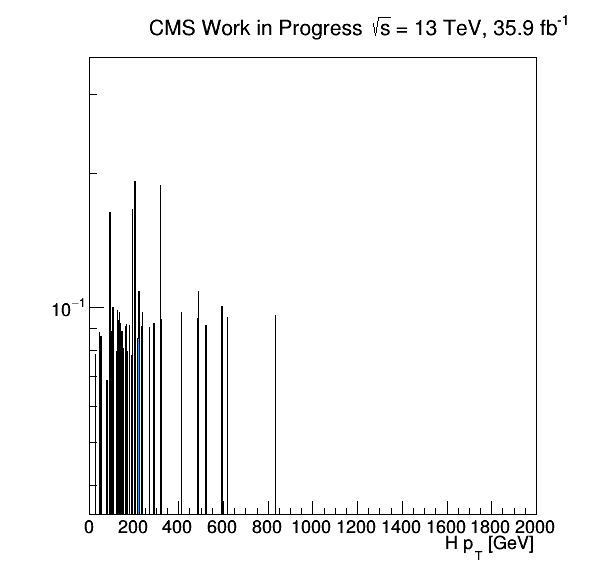 CMS Work in Progress √s = 13 TeV, 35.9 fb⁻¹
10⁻¹
0 200 400 600 800 1000 1200 1400 1600 1800 2000
H p_T [GeV]